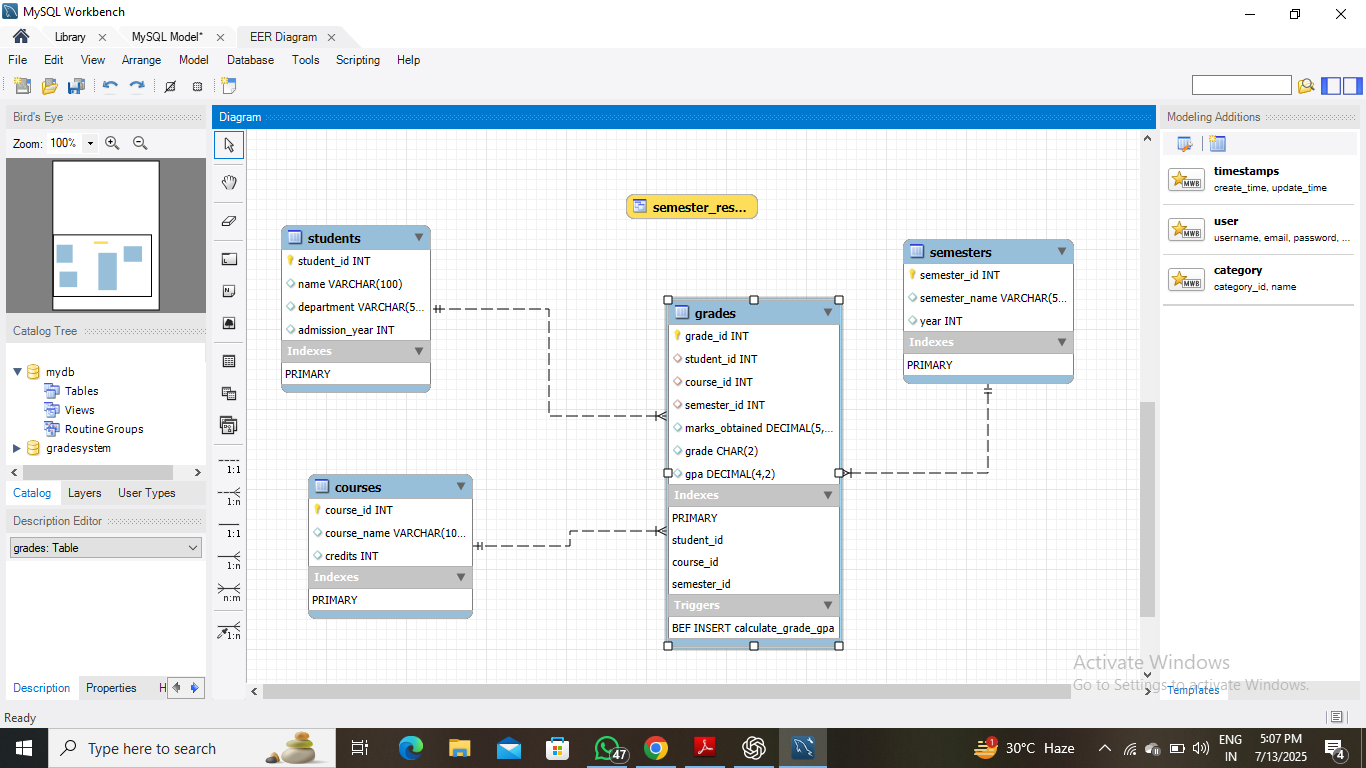 MySQL Workbench
Library
MySQL Model*
EER Diagram
File Edit View Arrange Model Database Tools Scripting Help
Bird's Eye
Zoom: 100%
Catalog Tree
mydb
Tables
Views
Routine Groups
gradesystem
Catalog Layers User Types
Description Editor
grades: Table
Description Properties H
Ready
Diagram
1:1
1:n
1:1
1:n
n:m
1:n
semester_res...
students
student_id INT
name VARCHAR(100)
department VARCHAR(5...
admission_year INT
Indexes
PRIMARY
courses
course_id INT
course_name VARCHAR(10...
credits INT
Indexes
PRIMARY
grades
grade_id INT
student_id INT
course_id INT
semester_id INT
marks_obtained DECIMAL(5,...
grade CHAR(2)
gpa DECIMAL(4,2)
Indexes
PRIMARY
student_id
course_id
semester_id
Triggers
BEF INSERT calculate_grade_gpa
semesters
semester_id INT
semester_name VARCHAR(5...
year INT
Indexes
PRIMARY
Modeling Additions
MWB
timestamps
create_time, update_time
MWB
user
username, email, password, ...
MWB
category
category_id, name
Templates
Activate Windows
Go to Settings to activate Windows.
Type here to search
47
1
30°C Haze
ENG
IN
5:07 PM
7/13/2025
4